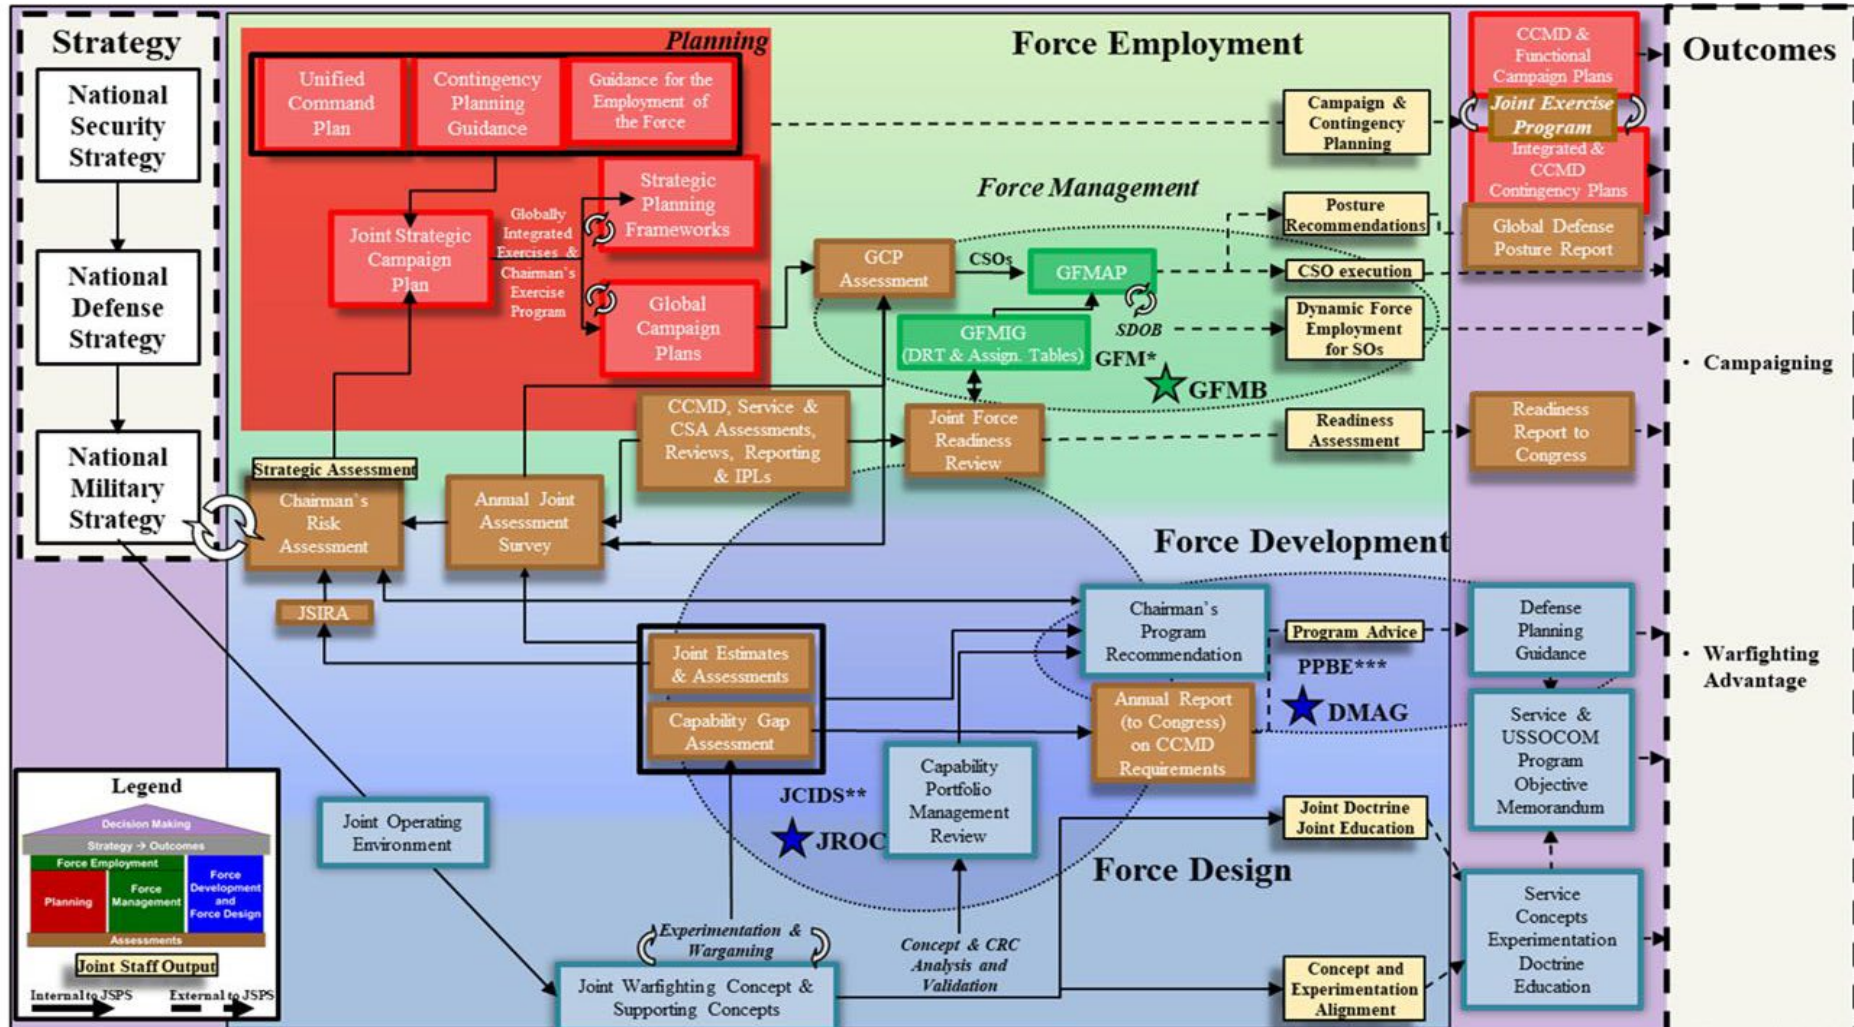 Strategy
National
Security
Strategy
National
Defense
Strategy
National
Military
Strategy
Planning
Unified
Command
Plan
Contingency
Planning
Guidance
Guidance for the
Employment of
the Force
Joint Strategic
Campaign
Plan
Globally
Integrated
Exercises &
Chairman's
Exercise
Program
Strategic
Planning
Frameworks
Global
Campaign
Plans
Force Employment
Force Management
GCP
Assessment
CSOs
GFMAP
GFMIG
(DRT & Assign. Tables)
SDOB
GFM*
GFMB
Campaign &
Contingency
Planning
Posture
Recommendations
CSO execution
Dynamic Force
Employment
for SOs
Readiness
Assessment
CCMD &
Functional
Campaign Plans
Joint Exercise
Program
Integrated &
CCMD
Contingency Plans
Global Defense
Posture Report
Readiness
Report to
Congress
Outcomes
• Campaigning
• Warfighting
Advantage
Strategic Assessment
Chairman's
Risk
Assessment
Annual Joint
Assessment
Survey
CCMD, Service &
CSA Assessments,
Reviews, Reporting
& IPLs
Joint Force
Readiness
Review
JSIRA
Force Development
Joint Estimates
& Assessments
Capability Gap
Assessment
Chairman's
Program
Recommendation
Annual Report
(to Congress)
on CCMD
Requirements
Program Advice
PPBE***
DMAG
Defense
Planning
Guidance
Service &
USSOCOM
Program
Objective
Memorandum
JCIDS**
JROC
Capability
Portfolio
Management
Review
Joint Operating
Environment
Force Design
Joint Doctrine
Joint Education
Service
Concepts
Experimentation
Doctrine
Education
Experimentation &
Wargaming
Concept & CRC
Analysis and
Validation
Joint Warfighting Concept &
Supporting Concepts
Concept and
Experimentation
Alignment
Legend
Decision Making
Strategy → Outcomes
Force Employment
Planning
Force
Management
Force
Development
and
Force Design
Assessments
Joint Staff Output
Internal to JSPS
External to JSPS